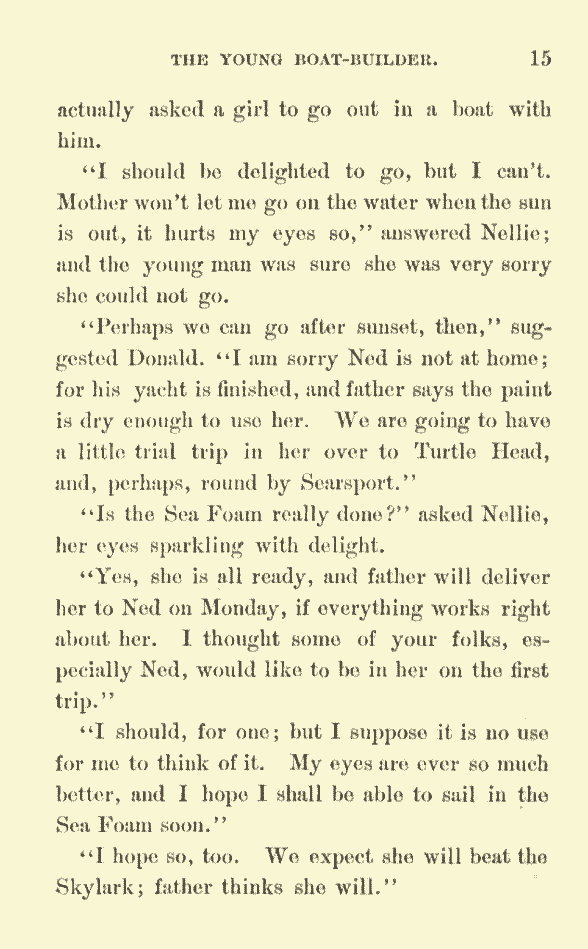 THE YOUNG BOAT-BUILDER. 15
actually asked a girl to go out in a boat with
him.
“I should be delighted to go, but I can't.
Mother won't let me go on the water when the sun
is out, it hurts my eyes so,” answered Nellie;
and the young man was sure she was very sorry
she could not go.
“Perhaps we can go after sunset, then,” sug-
gested Donald. “I am sorry Ned is not at home;
for his yacht is finished, and father says the paint
is dry enough to use her. We are going to have
a little trial trip in her over to Turtle Head,
and, perhaps, round by Searsport.”
“Is the Sea Foam really done?” asked Nellie,
her eyes sparkling with delight.
“Yes, she is all ready, and father will deliver
her to Ned on Monday, if everything works right
about her. I thought some of your folks, es-
pecially Ned, would like to be in her on the first
trip.”
“I should, for one; but I suppose it is no use
for me to think of it. My eyes are ever so much
better, and I hope I shall be able to sail in the
Sea Foam soon.”
“I hope so, too. We expect she will beat the
Skylark; father thinks she will.”